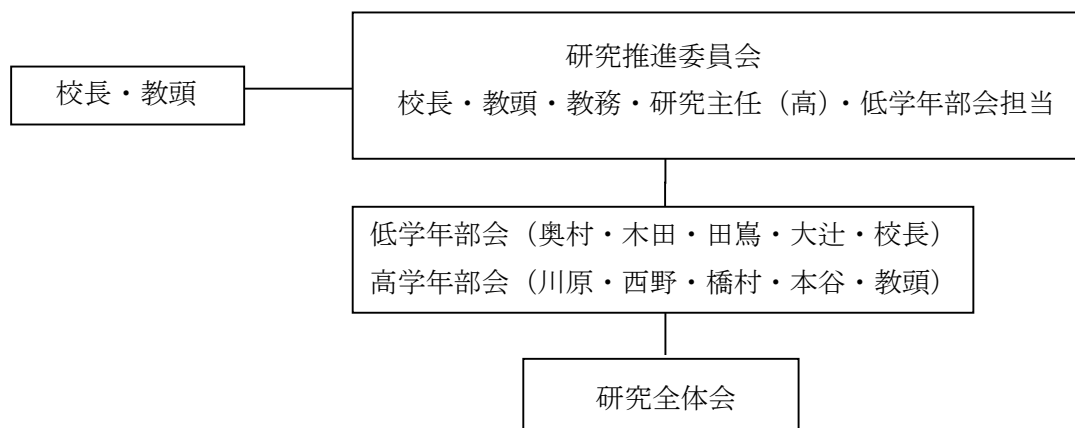 校長・教頭
研究推進委員会
校長・教頭・教務・研究主任（高）・低学年部会担当
低学年部会（奥村・木田・田嶌・大辻・校長）
高学年部会（川原・西野・橋村・本谷・教頭）
研究全体会